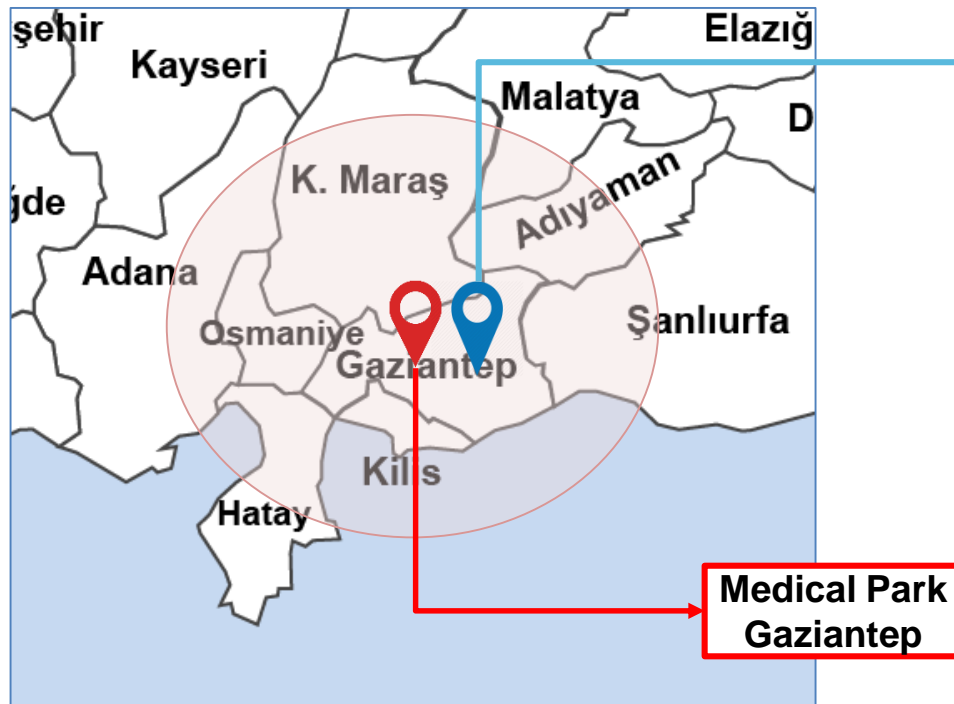 şehir
Elazığ
Kayseri
Malatya
D
K. Maraş
Adıyaman
ğde
Adana
Osmaniye
Şanlıurfa
Gaziantep
Kilis
Hatay
Medical Park
Gaziantep